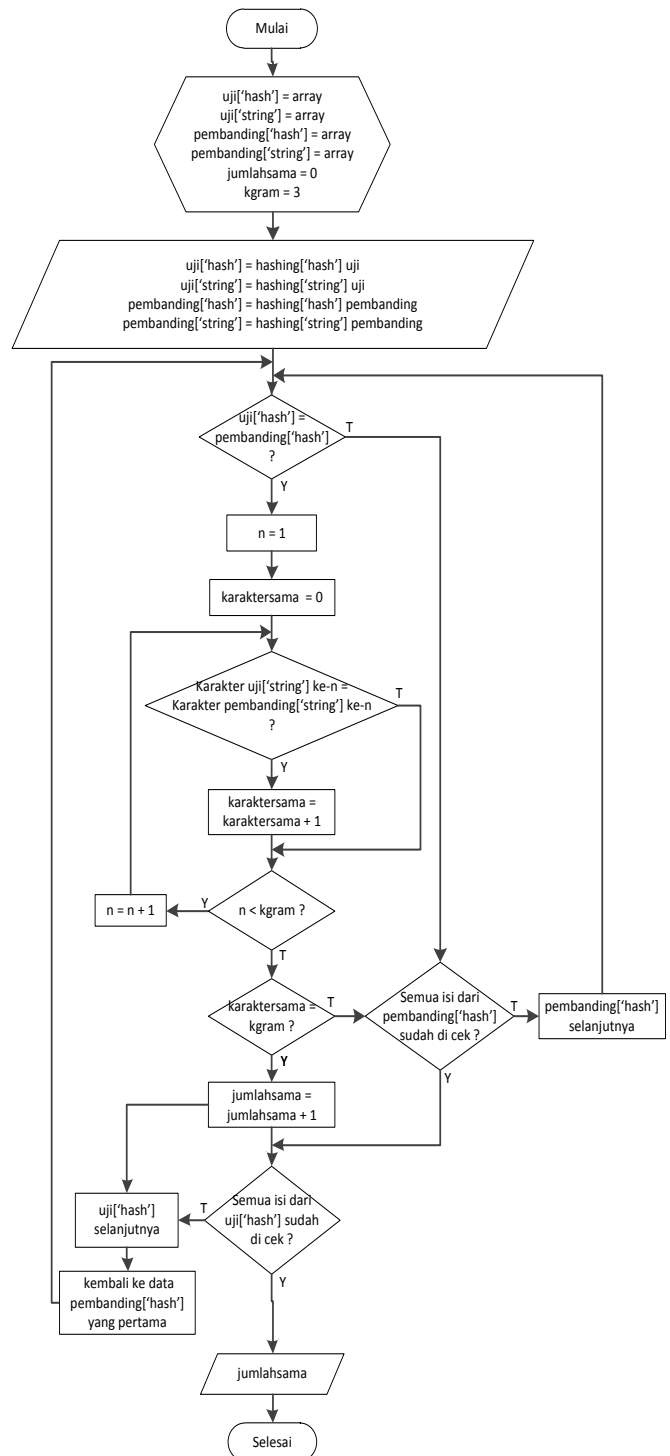 Mulai
uji[‘hash’] = array
uji[‘string’] = array
pembanding[‘hash’] = array
pembanding[‘string’] = array
jumlahsama = 0
kgram = 3
uji[‘hash’] = hashing[‘hash’] uji
uji[‘string’] = hashing[‘string’] uji
pembanding[‘hash’] = hashing[‘hash’] pembanding
pembanding[‘string’] = hashing[‘string’] pembanding
uji[‘hash’] =
pembanding[‘hash’]
?
T
Y
n = 1
karaktersama = 0
Karakter uji[‘string’] ke-n =
Karakter pembanding[‘string’] ke-n
?
T
Y
karaktersama =
karaktersama + 1
n < kgram ?
Y
n = n + 1
T
karaktersama =
kgram ?
T
Y
Semua isi dari
pembanding[‘hash’]
sudah di cek ?
T
Y
pembanding[‘hash’]
selanjutnya
jumlahsama =
jumlahsama + 1
Semua isi dari
uji[‘hash’] sudah
di cek ?
T
Y
uji[‘hash’]
selanjutnya
kembali ke data
pembanding[‘hash’]
yang pertama
jumlahsama
Selesai